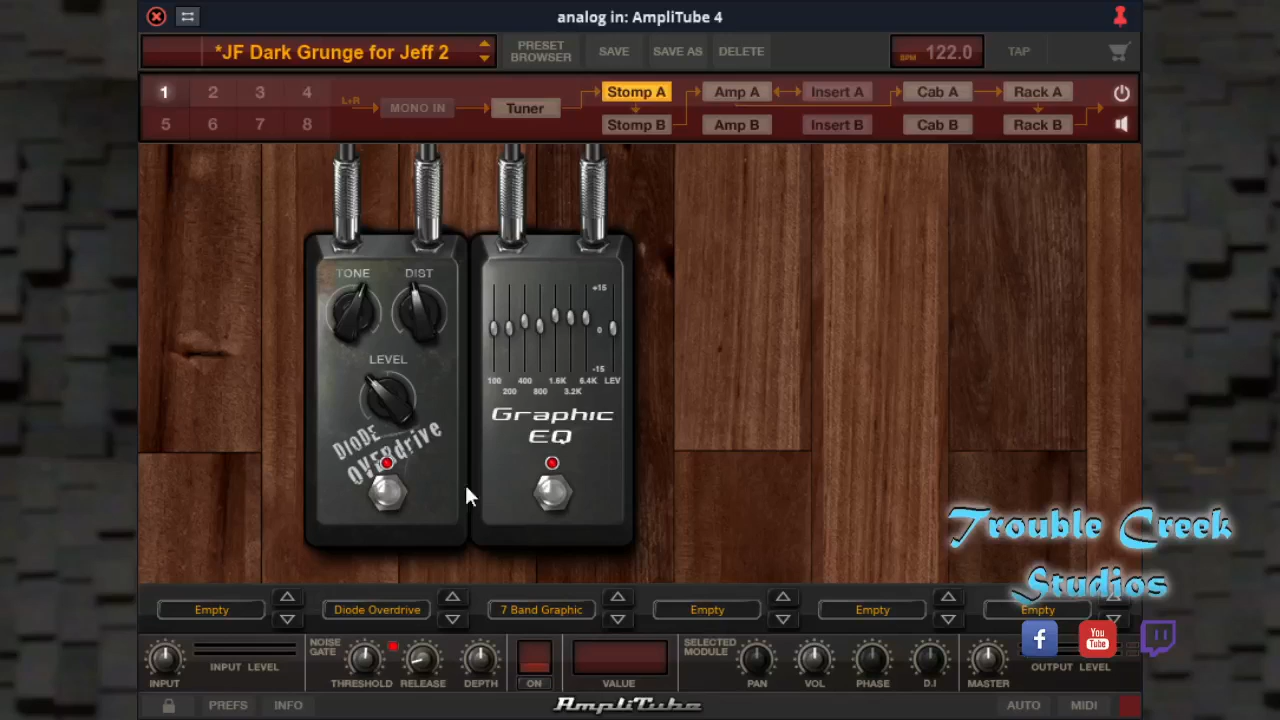 analog in: AmpliTube 4
*JF Dark Grunge for Jeff 2
PRESET
BROWSER
SAVE
SAVE AS
DELETE
BPM 122.0
TAP
1 2 3 4
5 6 7 8
L+R
MONO IN
Tuner
Stomp A
Stomp B
Amp A
Amp B
Insert A
Insert B
Cab A
Cab B
Rack A
Rack B
TONE DIST
LEVEL
DIODE
OVERdrive
+15
0
-15
100 400 1.6K 6.4K LEV
200 800 3.2K
Graphic
EQ
Trouble Creek
Studios
Empty
Diode Overdrive
7 Band Graphic
Empty
Empty
Empty
INPUT
INPUT LEVEL
NOISE
GATE
THRESHOLD
RELEASE
DEPTH
ON
VALUE
SELECTED
MODULE
PAN
VOL
PHASE
D.I
MASTER
OUTPUT LEVEL
f
You
Tube
PREFS
INFO
AmpliTube
AUTO
MIDI